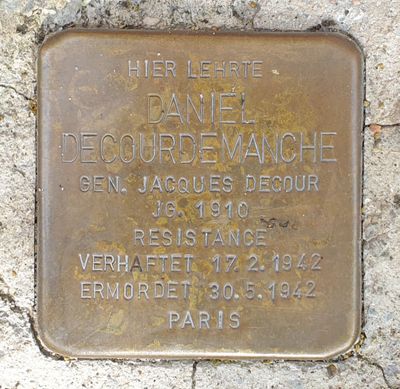 HIER LEHRTE
DANIEL
DECOURDEMANCHE
GEN. JACQUES DECOUR
JG. 1910
RESISTANCE
VERHAFTET 17.2.1942
ERMORDET 30.5.1942
PARIS